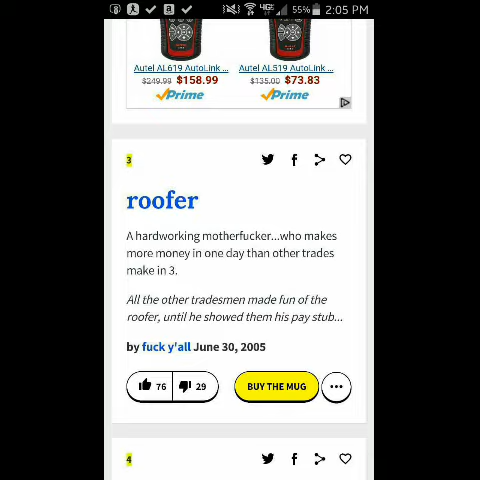 55% 2:05 PM
Autel AL619 AutoLink ... Autel AL519 AutoLink ...
$249.99 $158.99 $135.00 $73.83
Prime Prime
3
roofer
A hardworking motherfucker...who makes
more money in one day than other trades
make in 3.
All the other tradesmen made fun of the
roofer, until he showed them his pay stub...
by fuck y'all June 30, 2005
76 29 BUY THE MUG
4